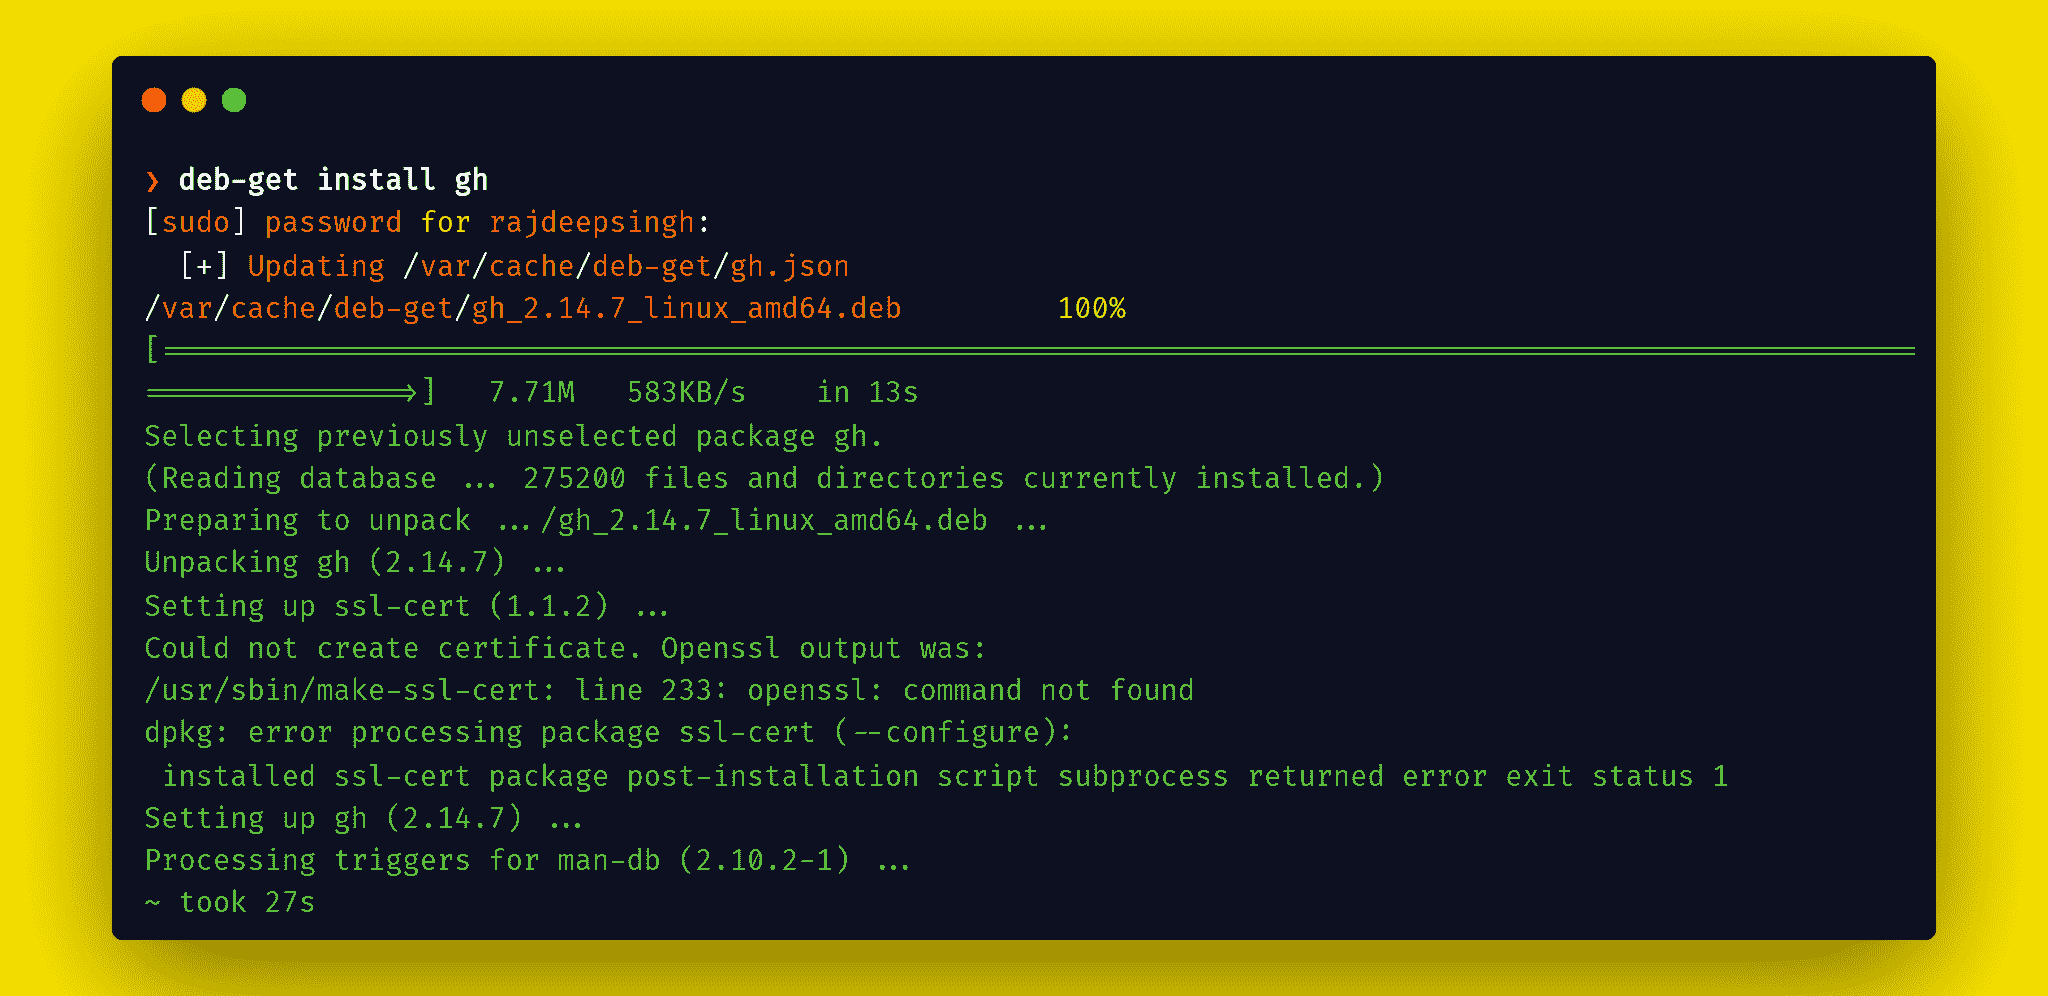 ❯ deb-get install gh
[sudo] password for rajdeepsingh:
  [+] Updating /var/cache/deb-get/gh.json
/var/cache/deb-get/gh_2.14.7_linux_amd64.deb         100%
[======================================================================================================
================>]   7.71M   583KB/s    in 13s
Selecting previously unselected package gh.
(Reading database ... 275200 files and directories currently installed.)
Preparing to unpack .../gh_2.14.7_linux_amd64.deb ...
Unpacking gh (2.14.7) ...
Setting up ssl-cert (1.1.2) ...
Could not create certificate. Openssl output was:
/usr/sbin/make-ssl-cert: line 233: openssl: command not found
dpkg: error processing package ssl-cert (--configure):
 installed ssl-cert package post-installation script subprocess returned error exit status 1
Setting up gh (2.14.7) ...
Processing triggers for man-db (2.10.2-1) ...
~ took 27s